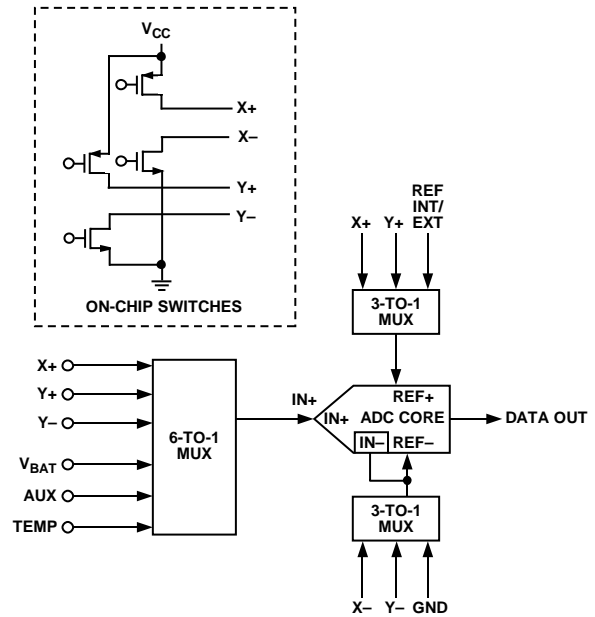 VCC
X+
X–
Y+
Y–
ON-CHIP SWITCHES
X+
Y+
REF
INT/
EXT
3-TO-1
MUX
X+
Y+
Y–
VBAT
AUX
TEMP
6-TO-1
MUX
IN+
IN+
REF+
ADC CORE
IN–
REF–
DATA OUT
3-TO-1
MUX
X–
Y–
GND